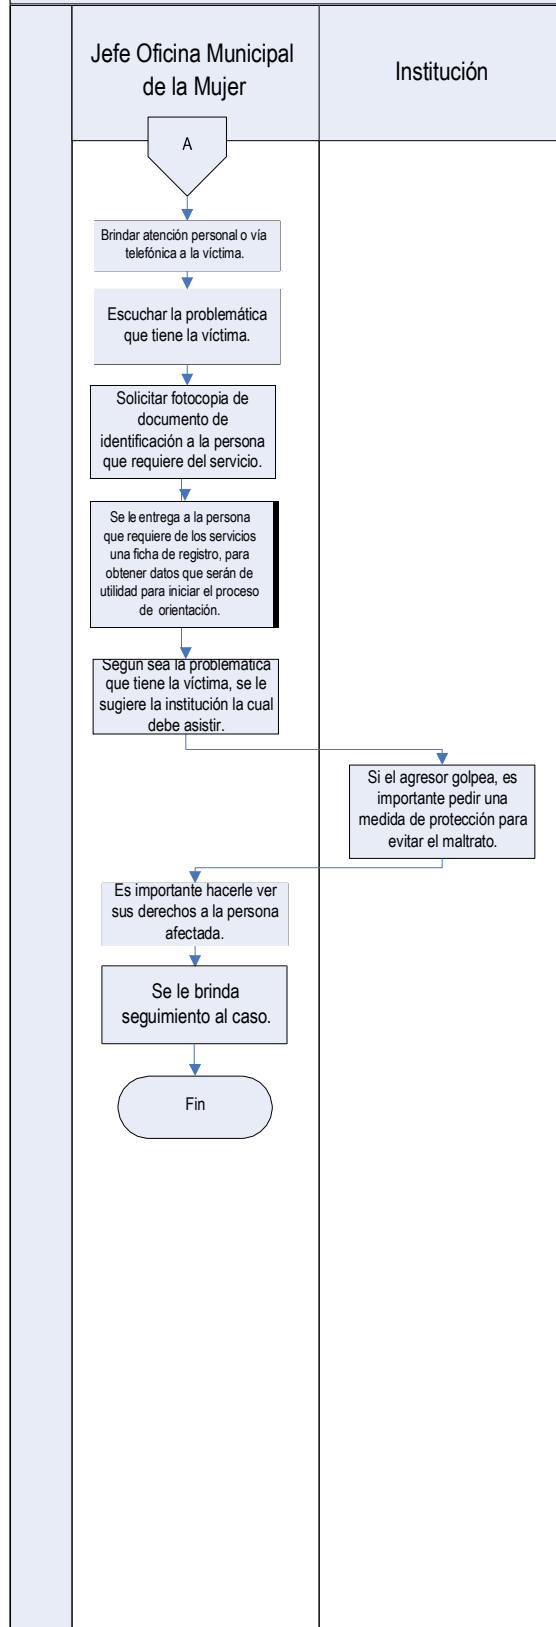 Jefe Oficina Municipal
de la Mujer
Institución
A
Brindar atención personal o vía
telefónica a la víctima.
Escuchar la problemática
que tiene la víctima.
Solicitar fotocopia de
documento de
identificación a la persona
que requiere del servicio.
Se le entrega a la persona
que requiere de los servicios
una ficha de registro, para
obtener datos que serán de
utilidad para iniciar el proceso
de orientación.
Según sea la problemática
que tiene la víctima, se le
sugiere la institución la cual
debe asistir.
Si el agresor golpea, es
importante pedir una
medida de protección para
evitar el maltrato.
Es importante hacerle ver
sus derechos a la persona
afectada.
Se le brinda
seguimiento al caso.
Fin